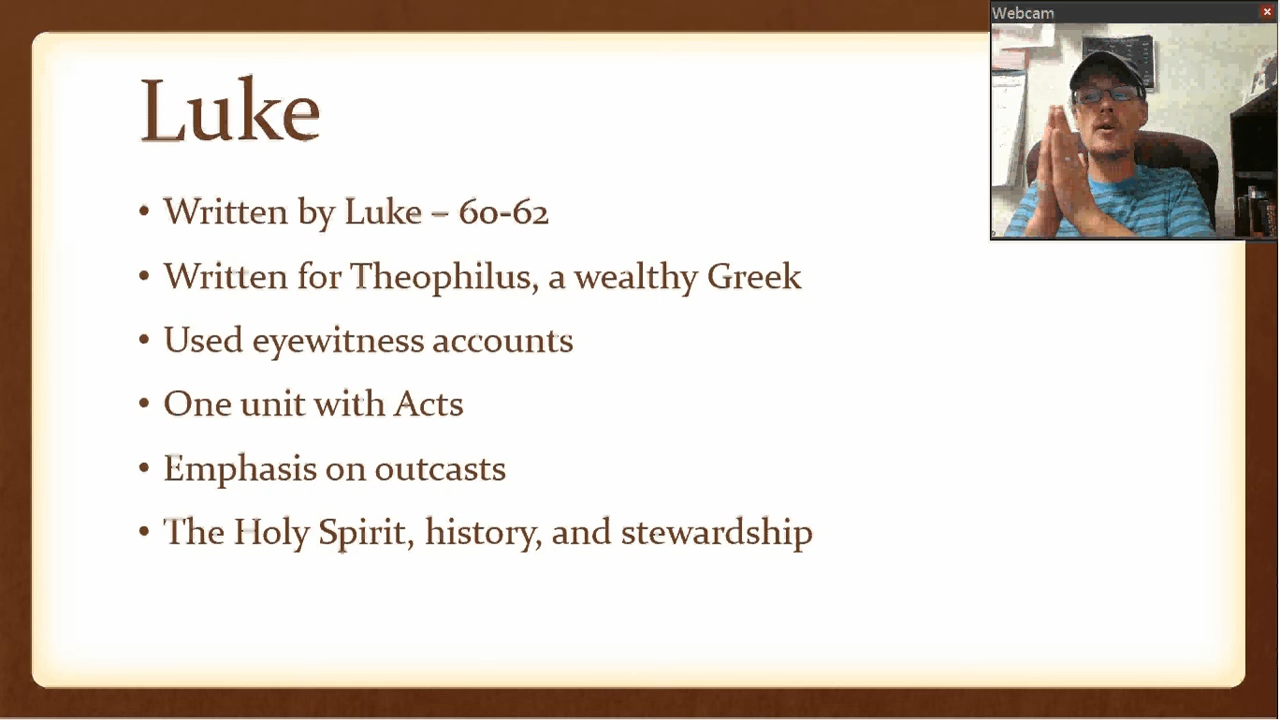 Webcam
Luke
• Written by Luke – 60-62
• Written for Theophilus, a wealthy Greek
• Used eyewitness accounts
• One unit with Acts
• Emphasis on outcasts
• The Holy Spirit, history, and stewardship